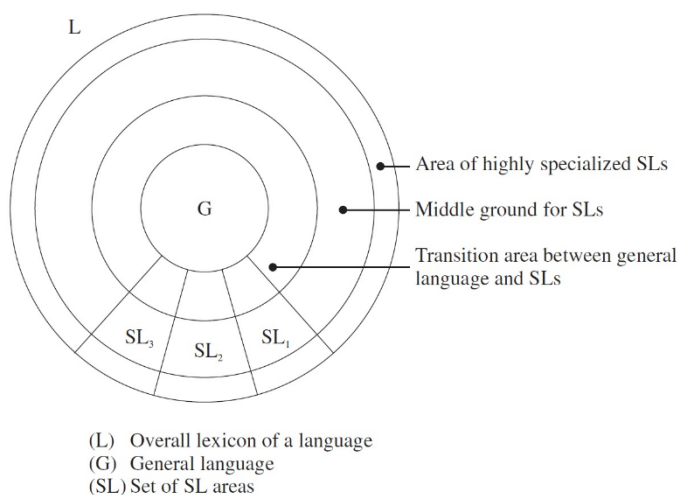 L
Area of highly specialized SLs
G
Middle ground for SLs
Transition area between general
language and SLs
SL₃
SL₂
SL₁
(L) Overall lexicon of a language
(G) General language
(SL) Set of SL areas